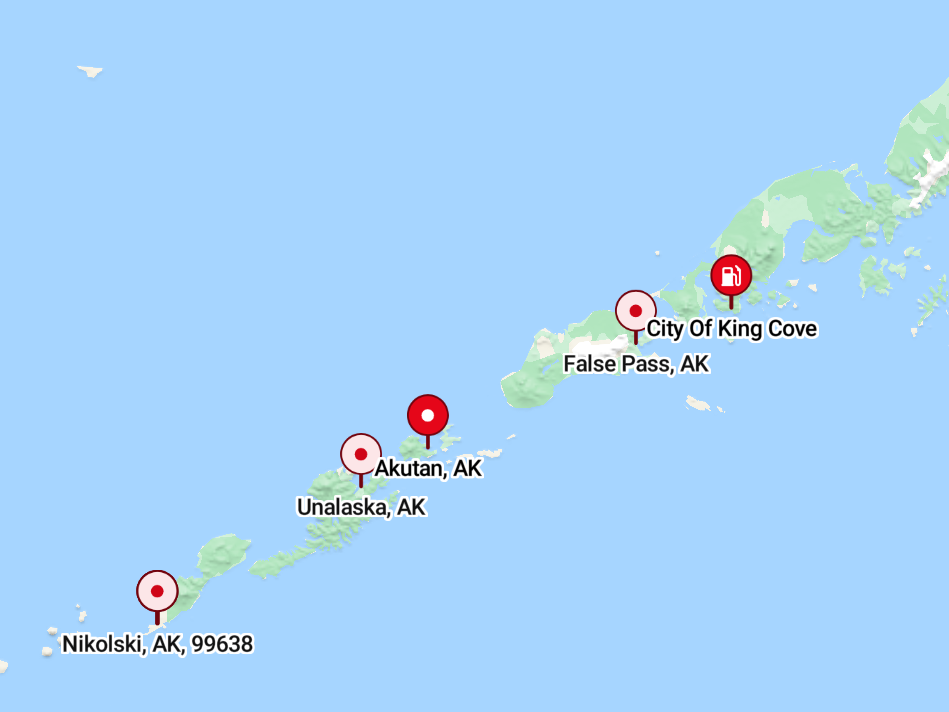 City Of King Cove
False Pass, AK
Akutan, AK
Unalaska, AK
Nikolski, AK, 99638